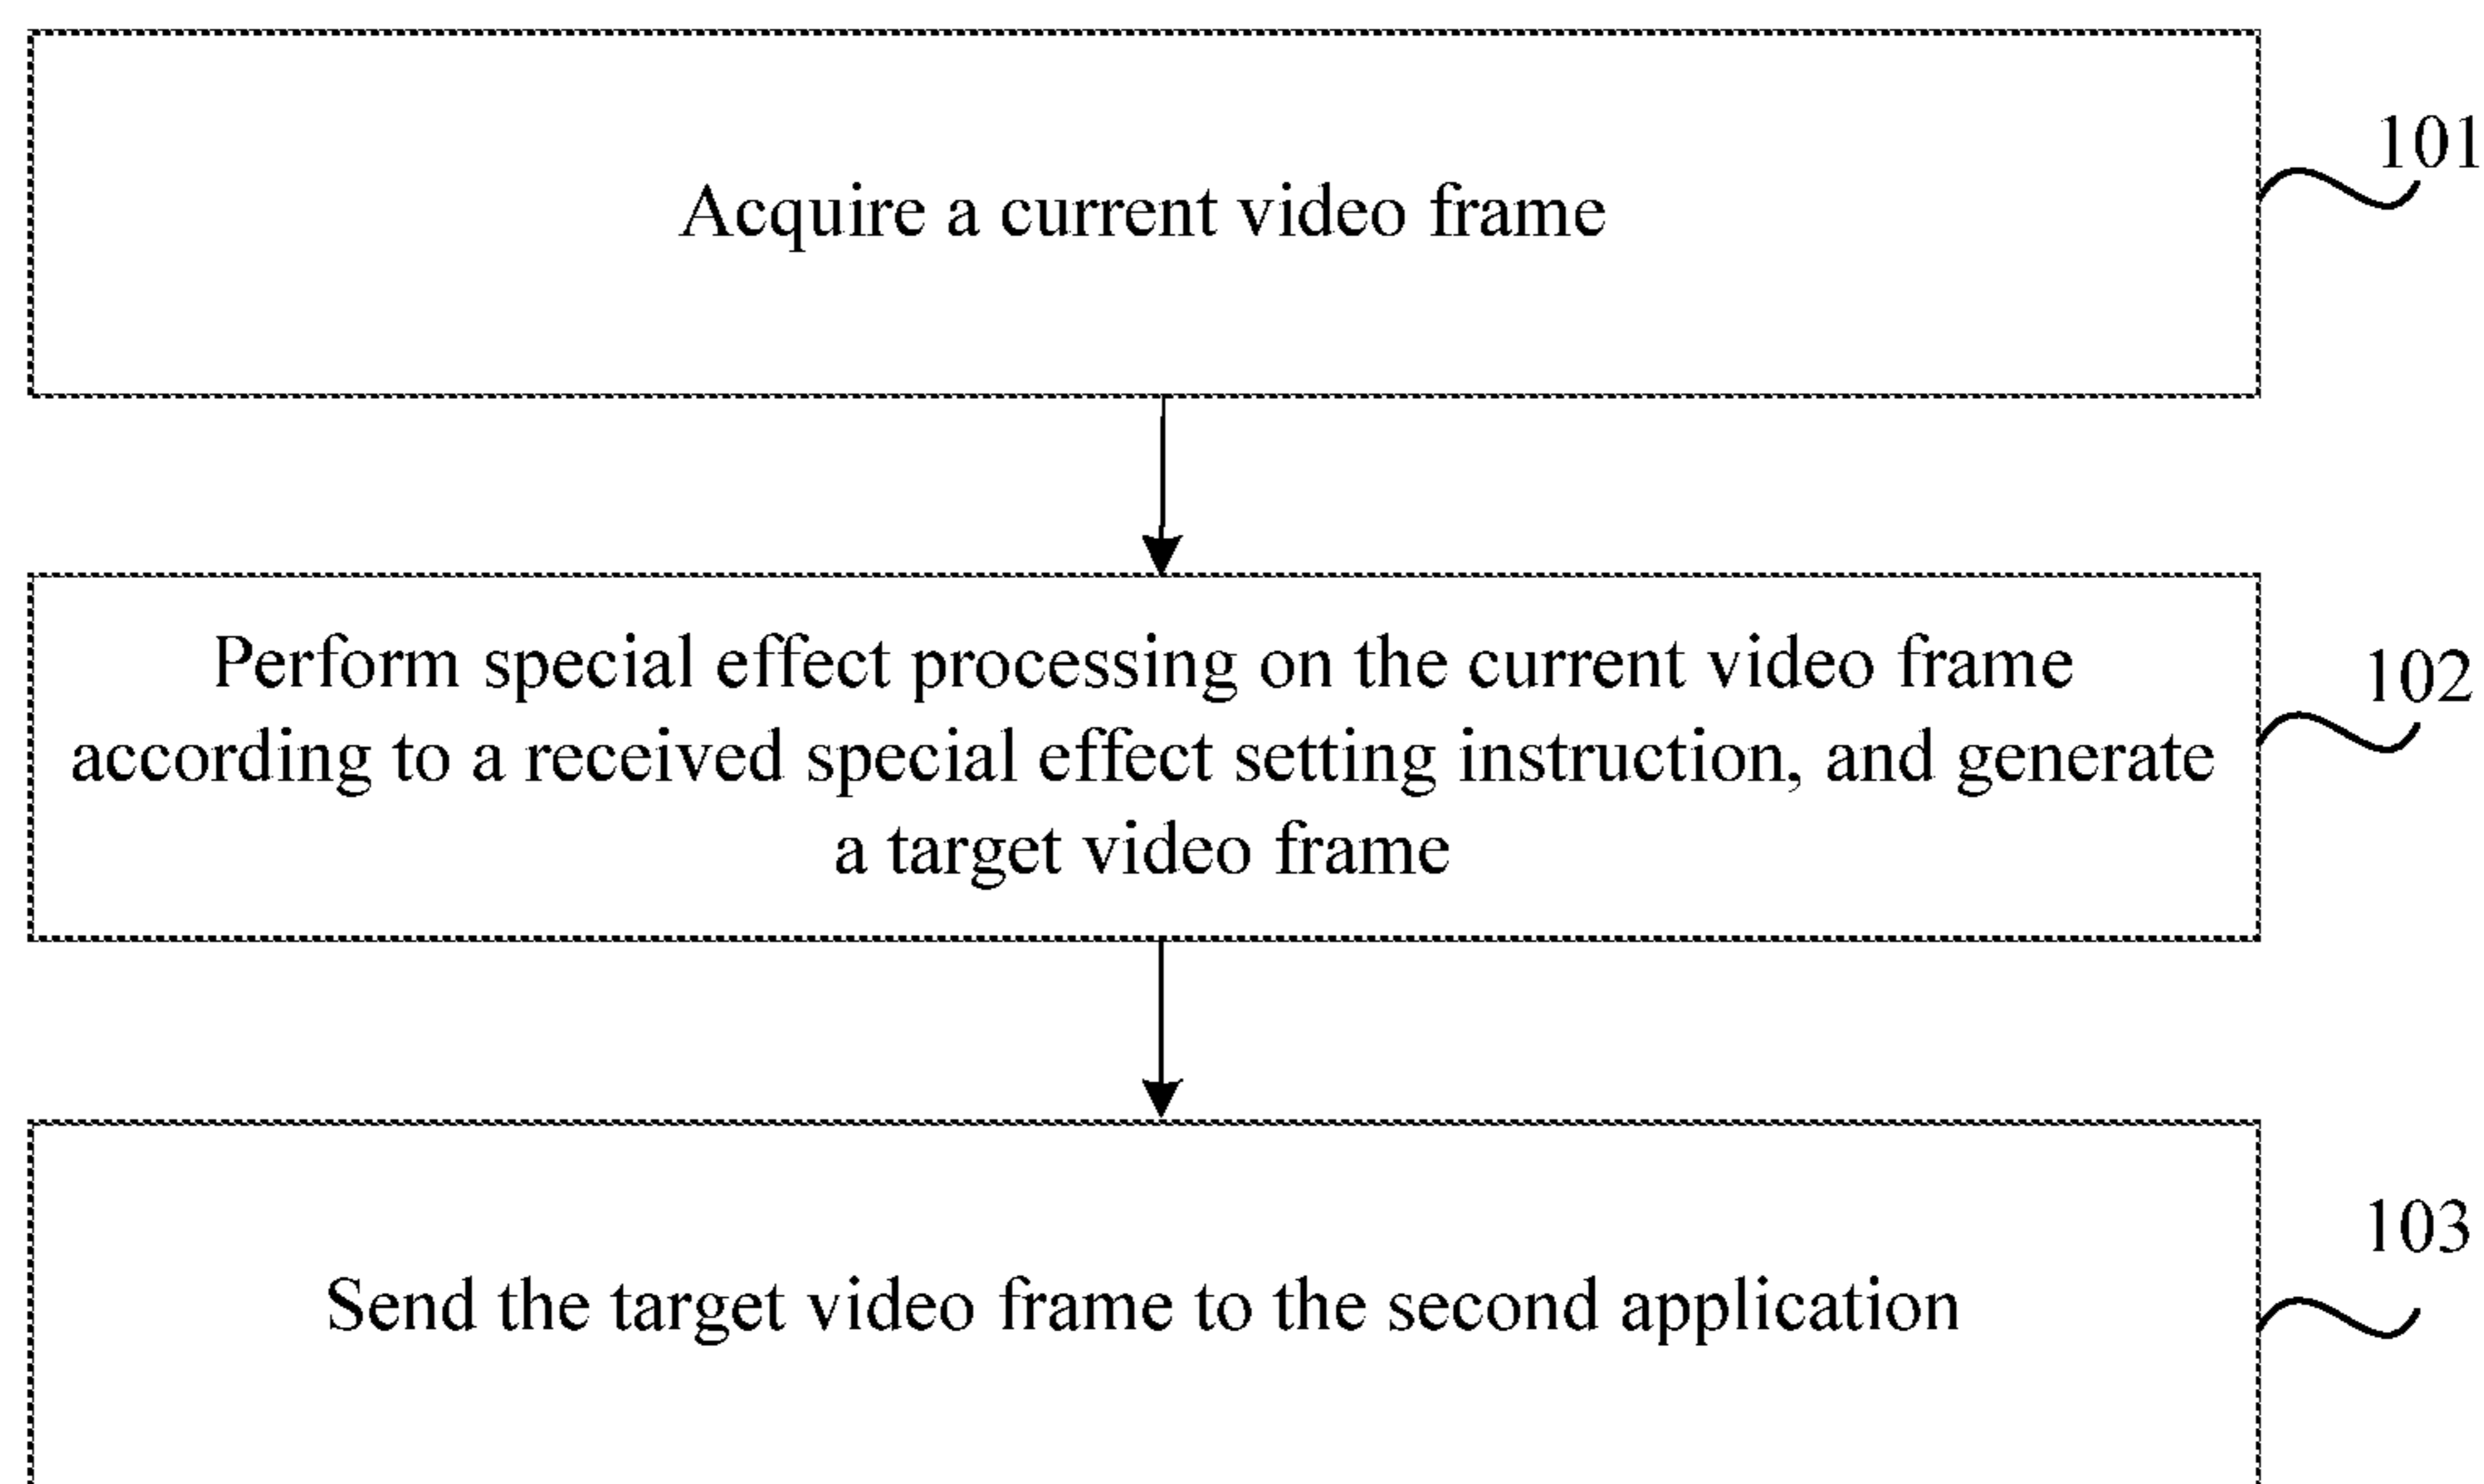 101
Acquire a current video frame
102
Perform special effect processing on the current video frame
according to a received special effect setting instruction, and generate
a target video frame
103
Send the target video frame to the second application